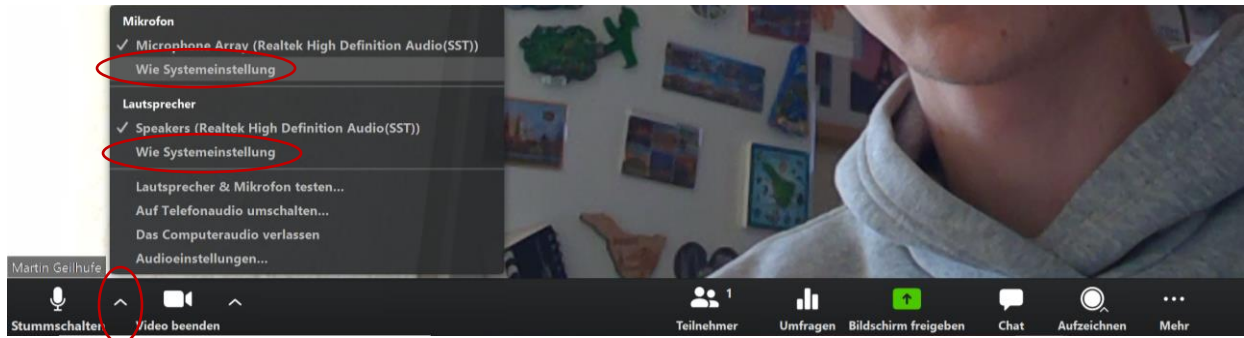 Mikrofon
Microphone Array (Realtek High Definition Audio(SST))
Wie Systemeinstellung
Lautsprecher
Speakers (Realtek High Definition Audio(SST))
Wie Systemeinstellung
Lautsprecher & Mikrofon testen...
Auf Telefonaudio umschalten...
Das Computeraudio verlassen
Audioeinstellungen...
Martin Geilhufe
1
Stummschalten Video beenden Teilnehmer Umfragen Bildschirm freigeben Chat Aufzeichnen Mehr